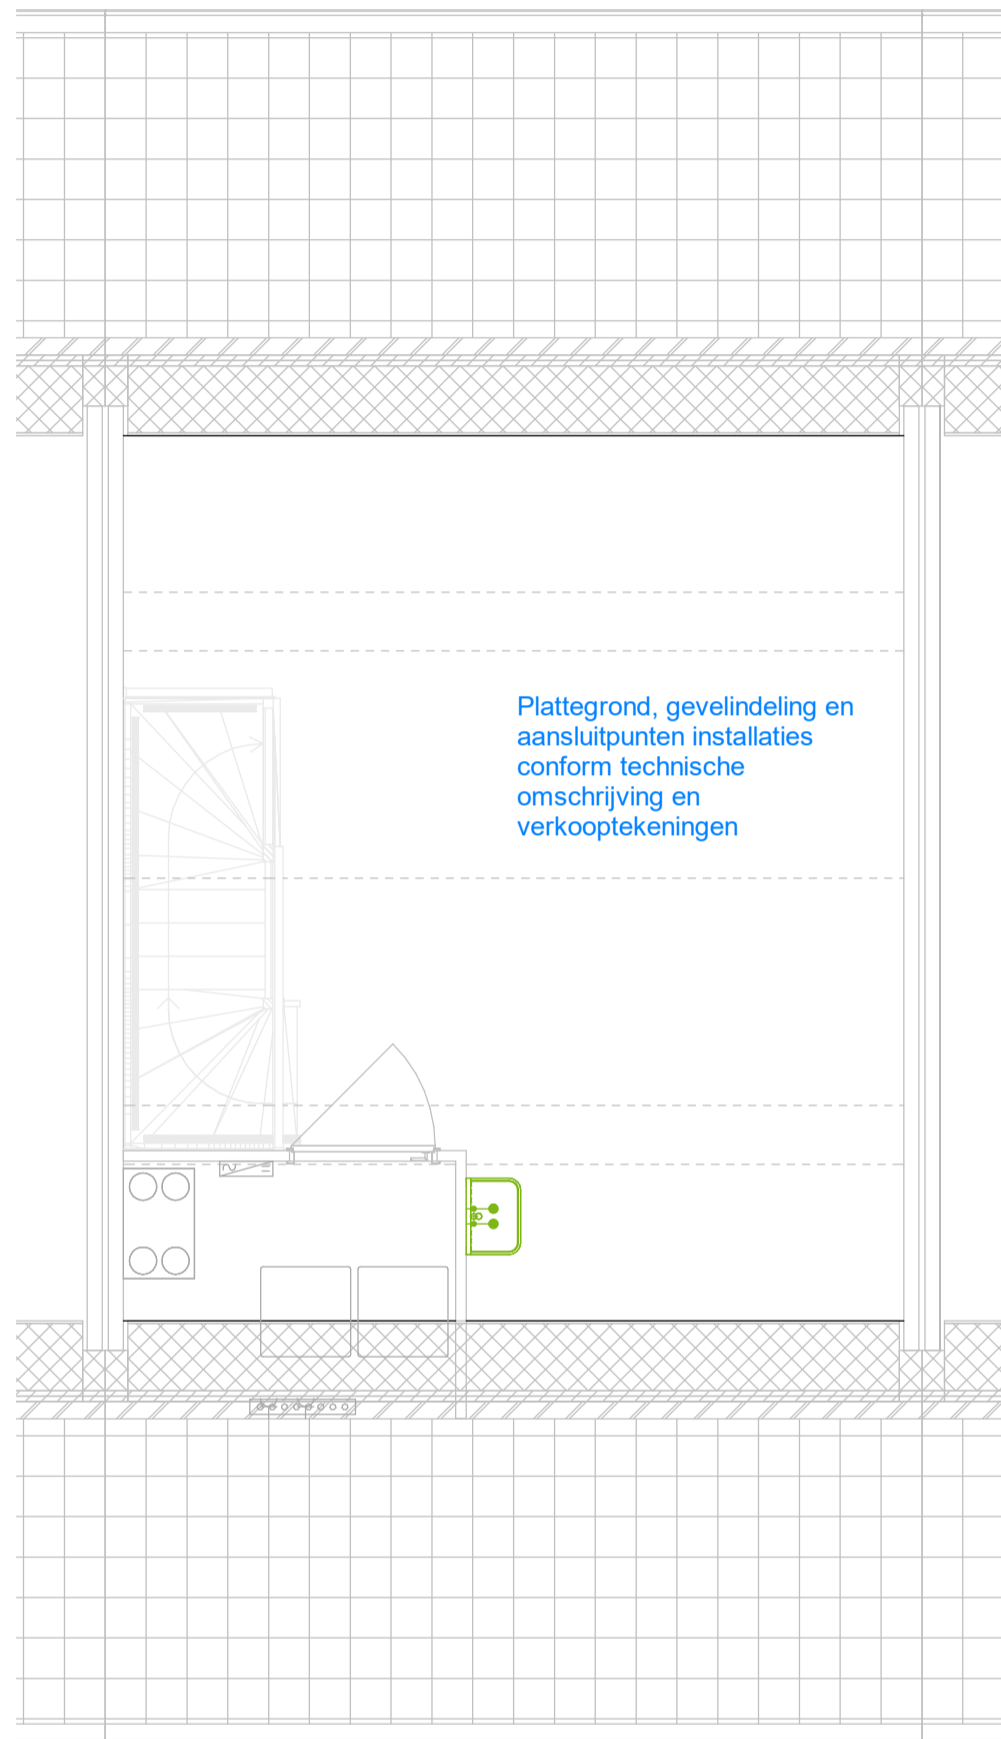 Plattegrond, gevelindeling en
aansluitpunten installaties
conform technische
omschrijving en
verkooptekeningen